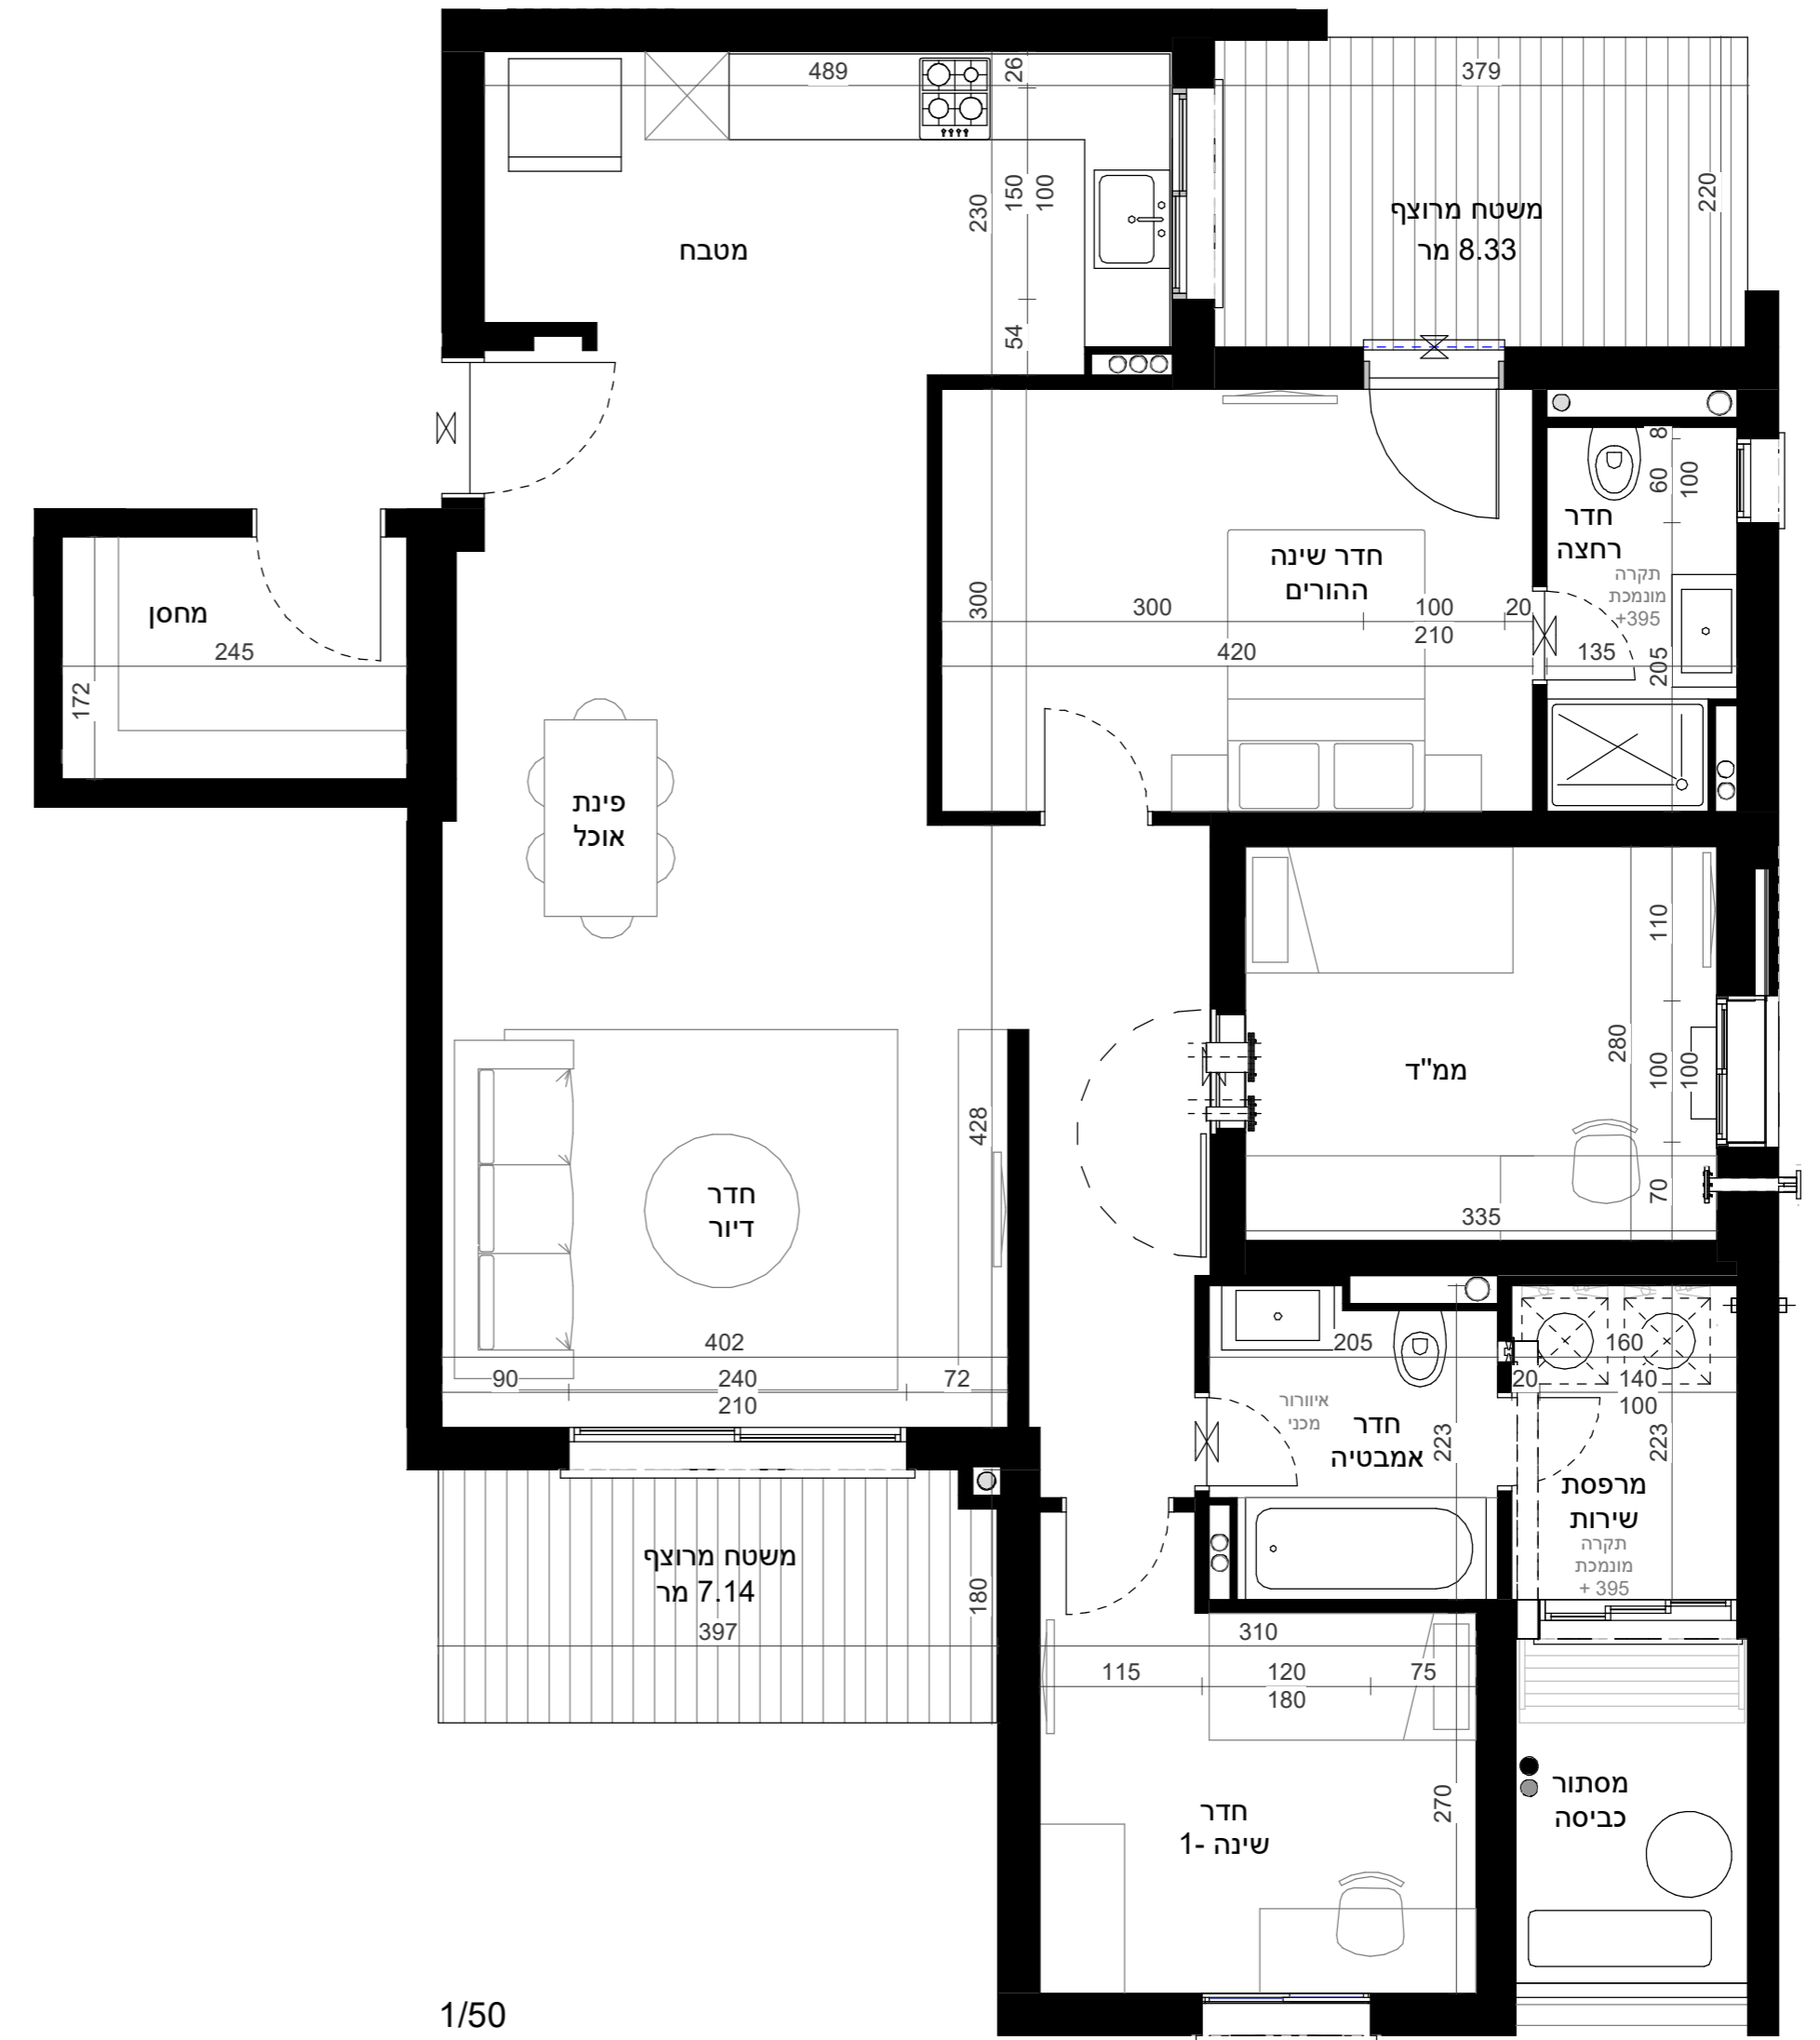 489
26
379
230
150
100
220
משטח מרוצף
8.33 מר
מטבח
54
8
60
100
חדר
רחצה
תקרה
מונמכת
+395
חדר שינה
ההורים
300
300
100
20
210
420
135
205
מחסן
245
172
פינת
אוכל
110
280
100
100
ממ"ד
70
335
428
חדר
דיור
402
90
240
72
210
205
160
20
140
100
איוורור
מכני
חדר
אמבטיה
223
223
מרפסת
שירות
תקרה
מונמכת
+ 395
משטח מרוצף
7.14 מר
180
397
310
115
120
75
180
270
חדר
שינה -1
מסתור
כביסה
1/50